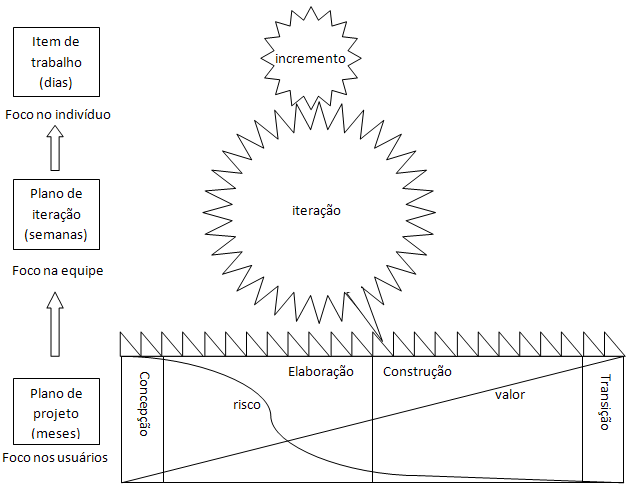 Item de
trabalho
(dias)
Foco no indivíduo
incremento
Plano de
iteração
(semanas)
Foco na equipe
iteração
Plano de
projeto
(meses)
Foco nos usuários
Concepção
Elaboração
Construção
Transição
risco
valor